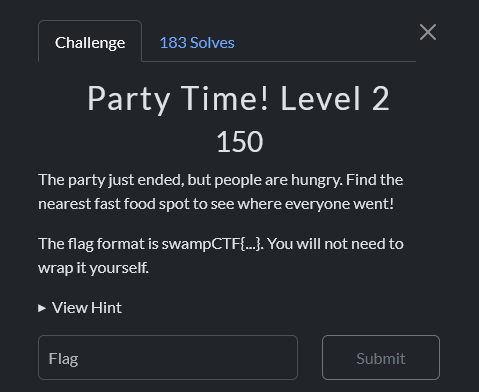 Challenge
183 Solves
Party Time! Level 2
150
The party just ended, but people are hungry. Find the
nearest fast food spot to see where everyone went!
The flag format is swampCTF{...}. You will not need to
wrap it yourself.
View Hint
Flag
Submit